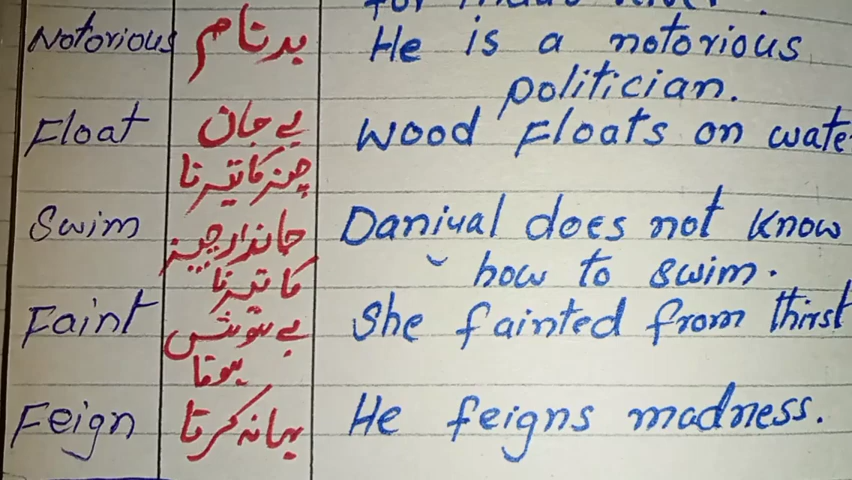 Notorious بدنام He is a notorious
politician.
Float بے جان Wood Floats on wate
چیز کا تیرنا
Swim جاندار چیز Daniyal does not know
کا تیرنا how to swim.
Faint بے ہوش She fainted from thirst
ہونا
Feign بہانہ کرنا He feigns madness.